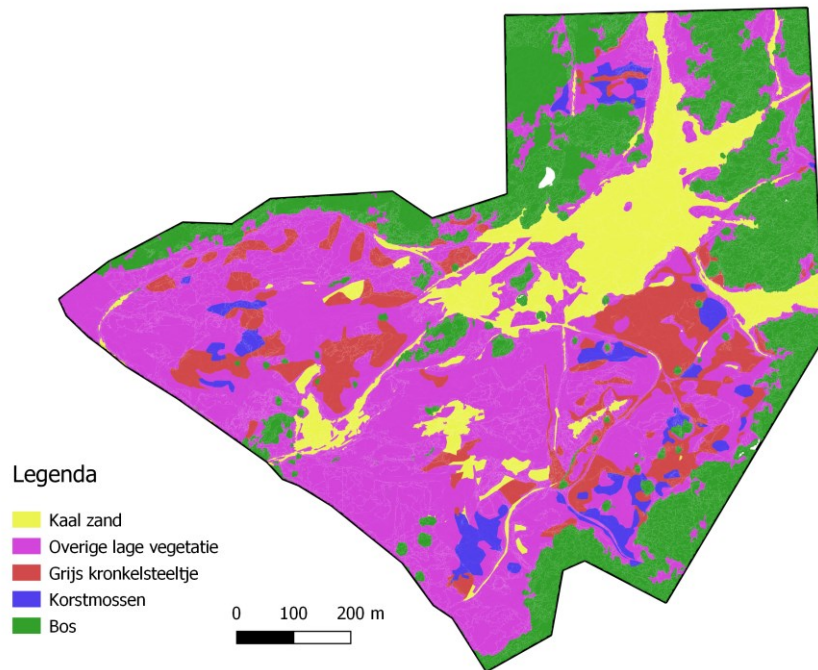 Legenda
Kaal zand
Overige lage vegetatie
Grijs kronkelsteeltje
Korstmossen
Bos
0 100 200 m